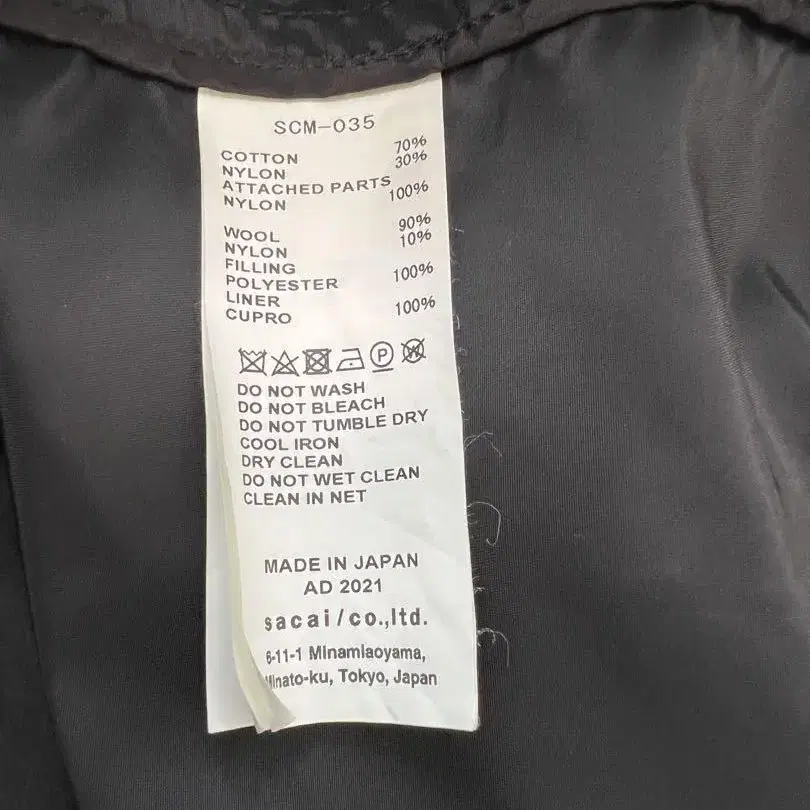 SCM-035
COTTON 70%
NYLON 30%
ATTACHED PARTS
NYLON 100%
WOOL 90%
NYLON 10%
FILLING
POLYESTER 100%
LINER
CUPRO 100%
P W
DO NOT WASH
DO NOT BLEACH
DO NOT TUMBLE DRY
COOL IRON
DRY CLEAN
DO NOT WET CLEAN
CLEAN IN NET
MADE IN JAPAN
AD 2021
sacai/co.,ltd.
6-11-1 Minamiaoyama,
Minato-ku, Tokyo, Japan